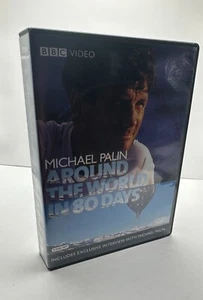 BBC VIDEO
MICHAEL PALIN
AROUND
THE WORLD
IN 80 DAYS
INCLUDES EXCLUSIVE INTERVIEW WITH MICHAEL PALIN